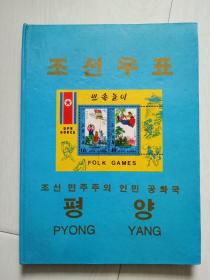 조선우표
민속놀이
DPR
KOREA
FOLK GAMES
조선 민주주의 인민 공화국
평 양
PYONG YANG